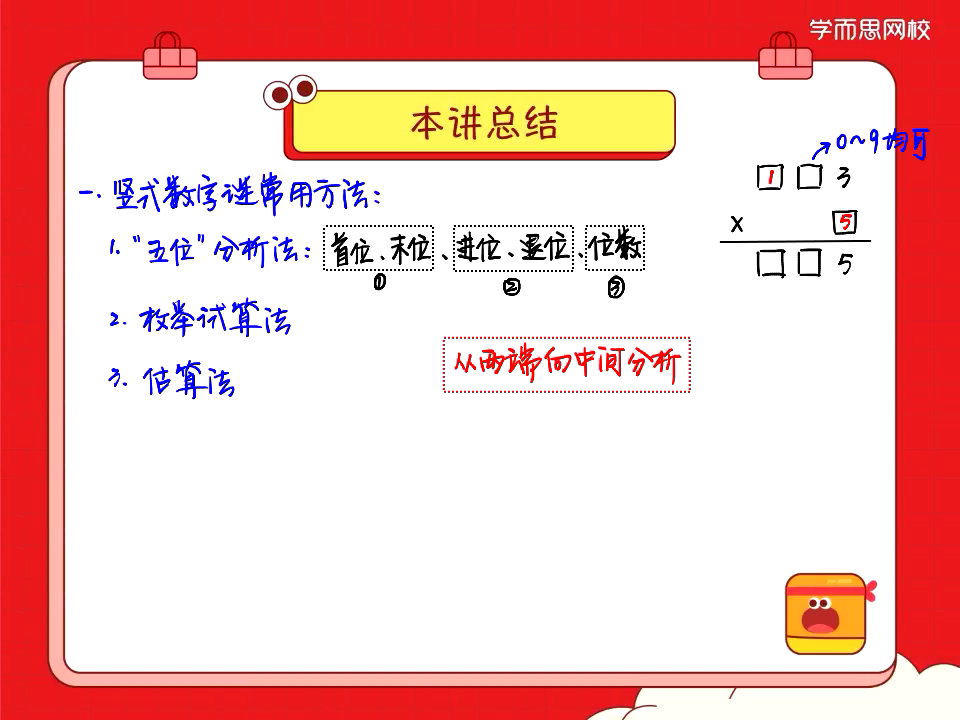 学而思网校
本讲总结
一.竖式数字谜常用方法:
1."五位"分析法:首位、末位、进位、退位、位数
① ② ③
2.枚举试算法
3.估算法
从两端向中间分析
0~9均可
1□3
× 5
□□5